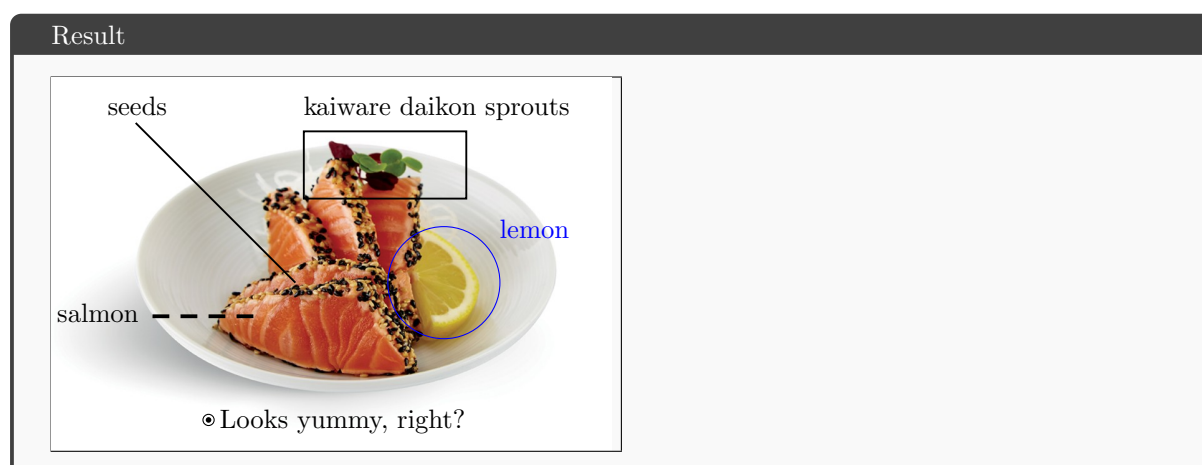 Result
seeds
kaiware daikon sprouts
lemon
salmon
Looks yummy, right?